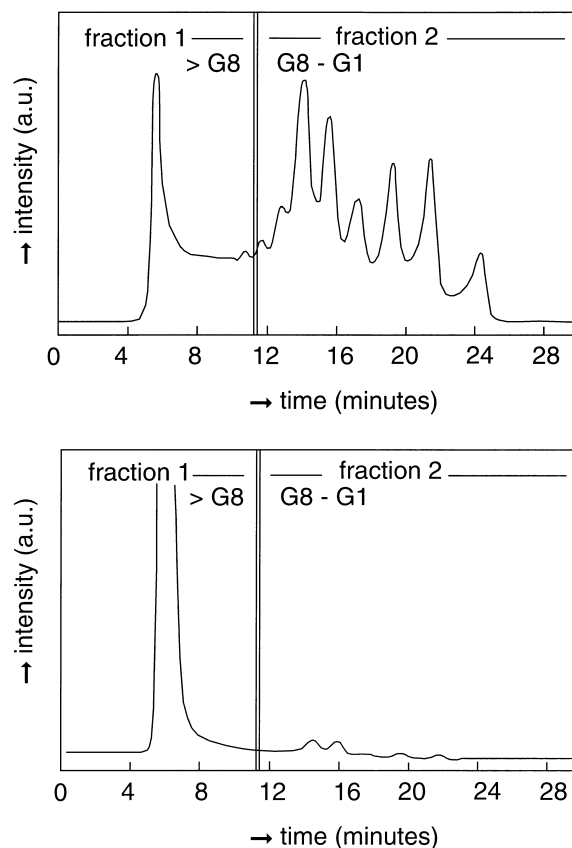 fraction 1 fraction 2
> G8 G8 - G1
→ intensity (a.u.)
0 4 8 12 16 20 24 28
→ time (minutes)
fraction 1 fraction 2
> G8 G8 - G1
→ intensity (a.u.)
0 4 8 12 16 20 24 28
→ time (minutes)